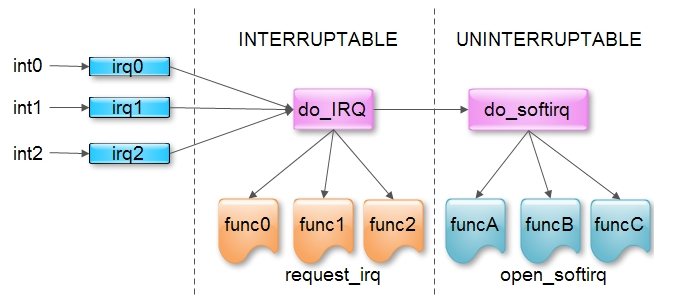 INTERRUPTABLE UNINTERRUPTABLE
int0 irq0
int1 irq1 do_IRQ do_softirq
int2 irq2
func0 func1 func2 funcA funcB funcC
request_irq open_softirq